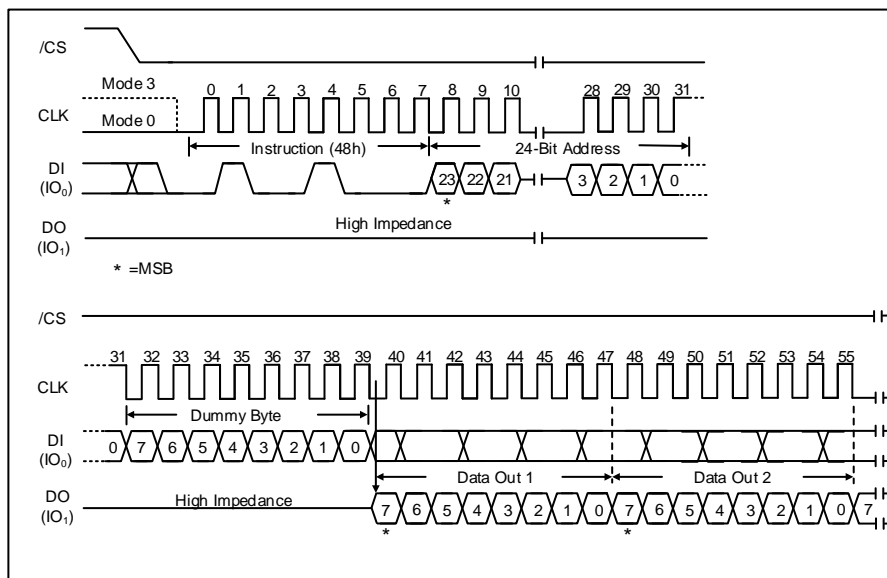 /CS
Mode 3
0 1 2 3 4 5 6 7 8 9 10 28 29 30 31
CLK
Mode 0
Instruction (48h)
24-Bit Address
DI
(IO0)
23 22 21 3 2 1 0
*
DO
(IO1)
High Impedance
* =MSB
/CS
31 32 33 34 35 36 37 38 39 40 41 42 43 44 45 46 47 48 49 50 51 52 53 54 55
CLK
Dummy Byte
DI
(IO0)
0 7 6 5 4 3 2 1 0
Data Out 1
Data Out 2
DO
(IO1)
High Impedance
7 6 5 4 3 2 1 0 7 6 5 4 3 2 1 0 7
* *